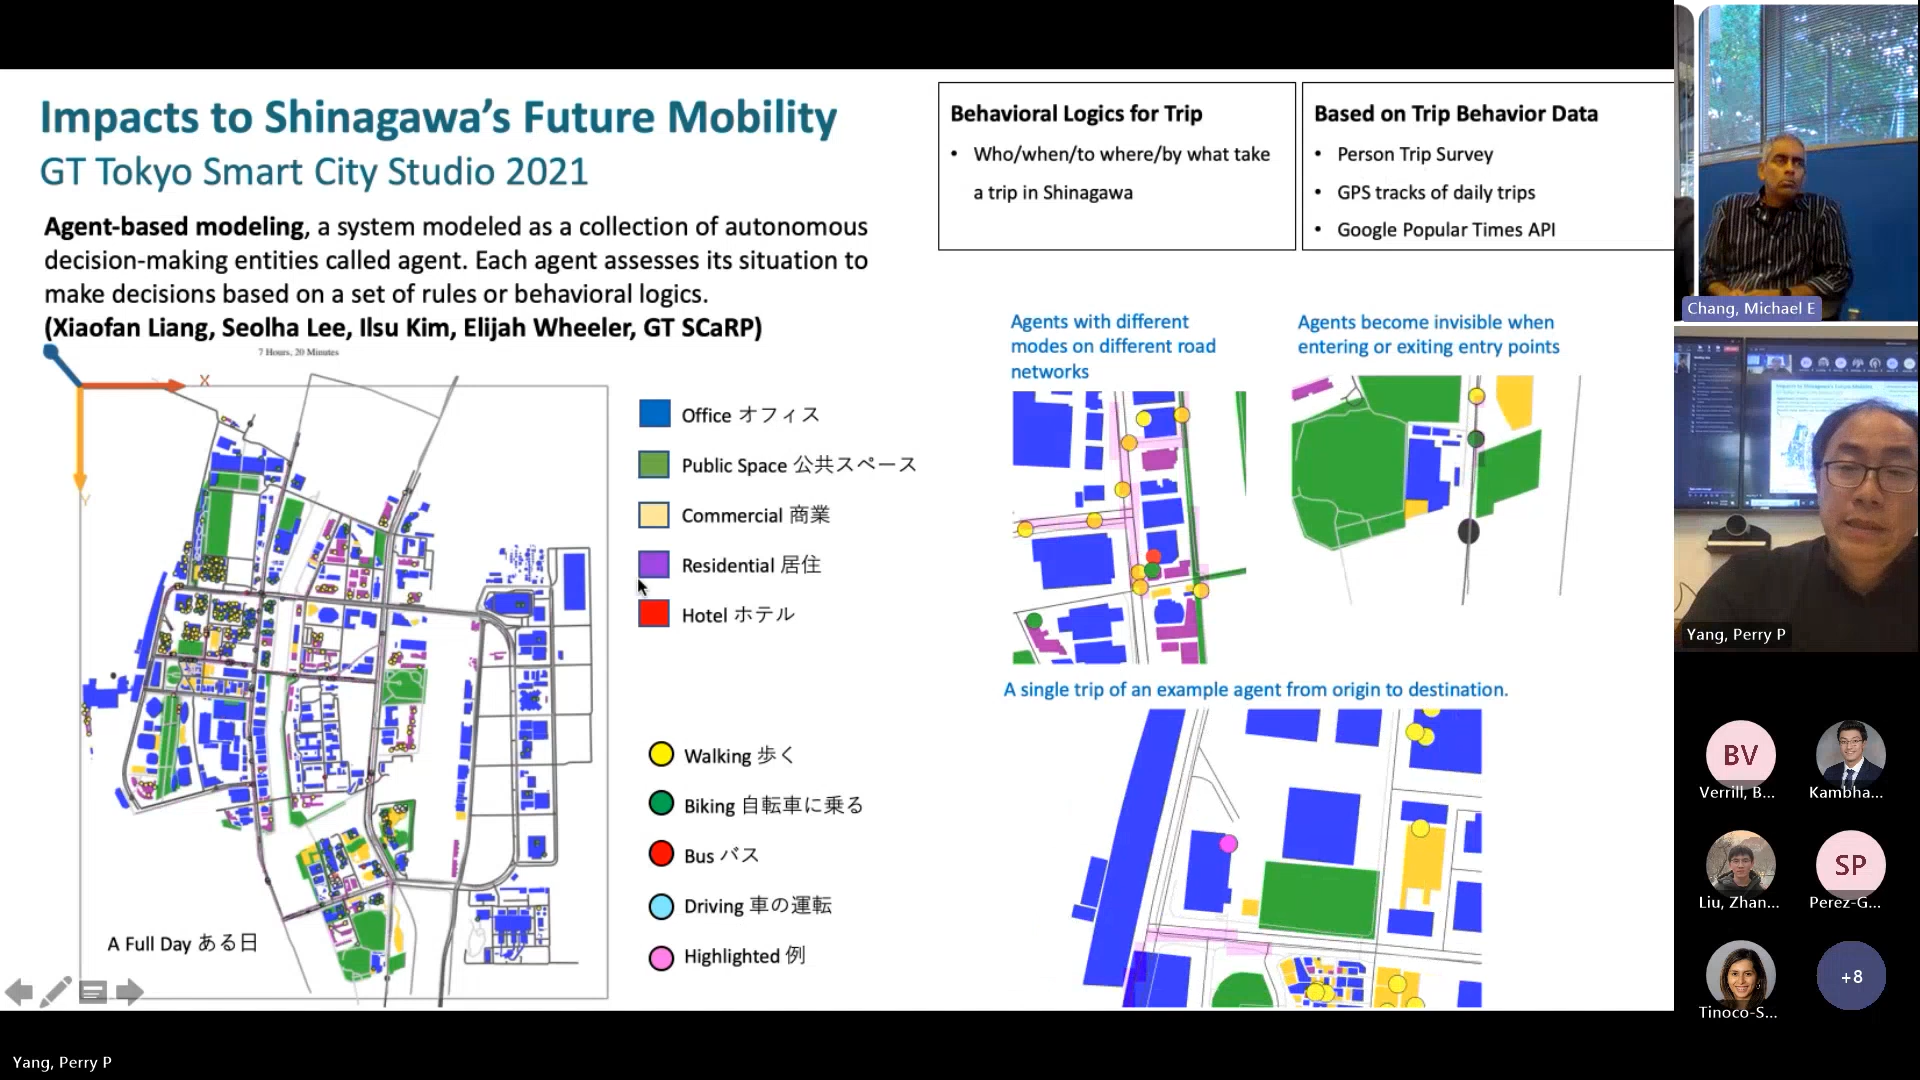 Impacts to Shinagawa's Future Mobility
GT Tokyo Smart City Studio 2021
Agent-based modeling, a system modeled as a collection of autonomous
decision-making entities called agent. Each agent assesses its situation to
make decisions based on a set of rules or behavioral logics.
(Xiaofan Liang, Seolha Lee, Ilsu Kim, Elijah Wheeler, GT SCaRP)
7 Hours, 20 Minutes
X
Y
A Full Day ある日
Office オフィス
Public Space 公共スペース
Commercial 商業
Residential 居住
Hotel ホテル
Walking 歩く
Biking 自転車に乗る
Bus バス
Driving 車の運転
Highlighted 例
Behavioral Logics for Trip
• Who/when/to where/by what take
a trip in Shinagawa
Based on Trip Behavior Data
• Person Trip Survey
• GPS tracks of daily trips
• Google Popular Times API
Agents with different
modes on different road
networks
Agents become invisible when
entering or exiting entry points
A single trip of an example agent from origin to destination.
Chang, Michael E
Yang, Perry P
BV
Verrill, B...
Kambha...
Liu, Zhan...
SP
Perez-G...
Tinoco-S...
+8
Yang, Perry P